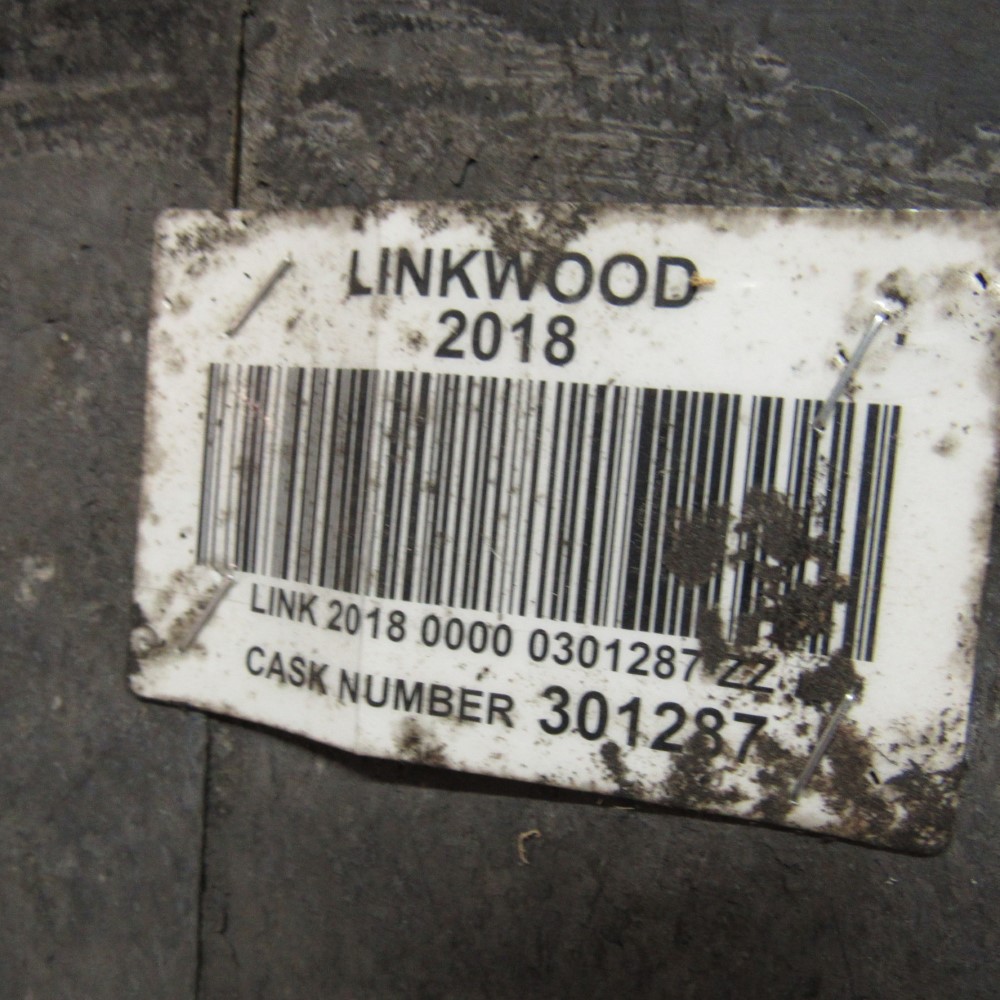 LINKWOOD
2018
LINK 2018 0000 0301287 ZZ
CASK NUMBER 301287